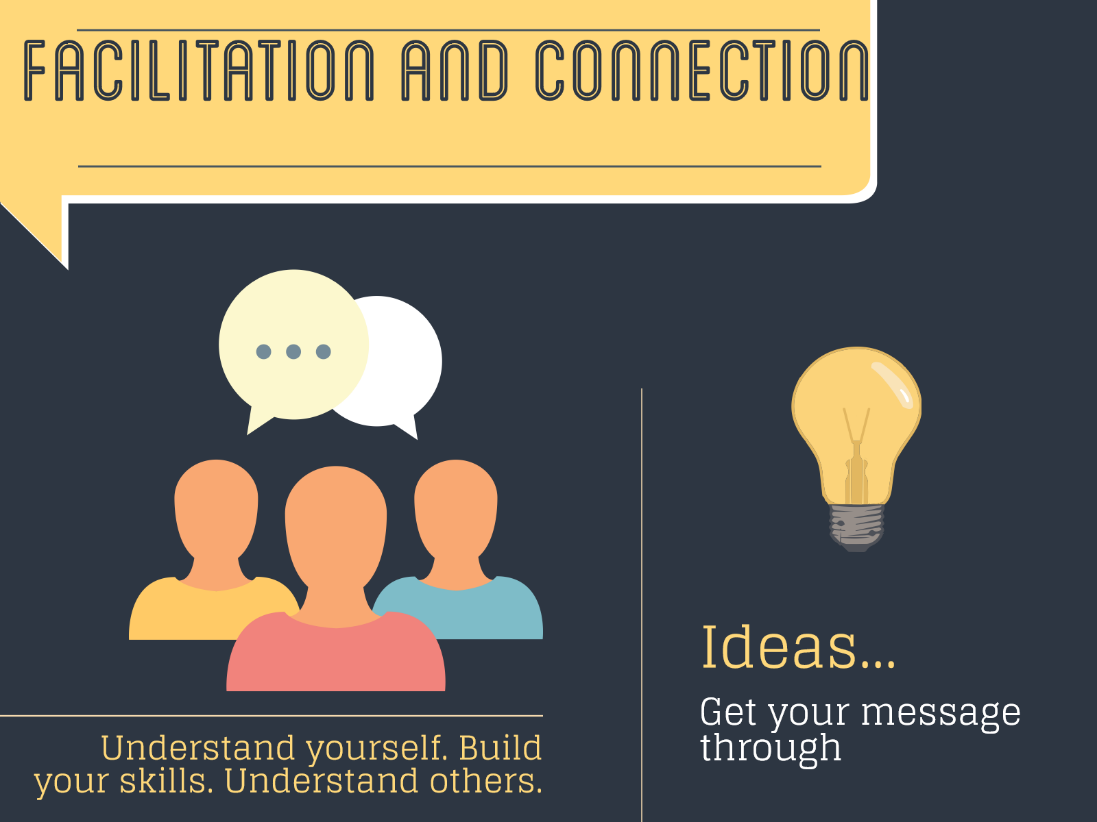 FACILITATION AND CONNECTION
Understand yourself. Build
your skills. Understand others.
Ideas...
Get your message
through